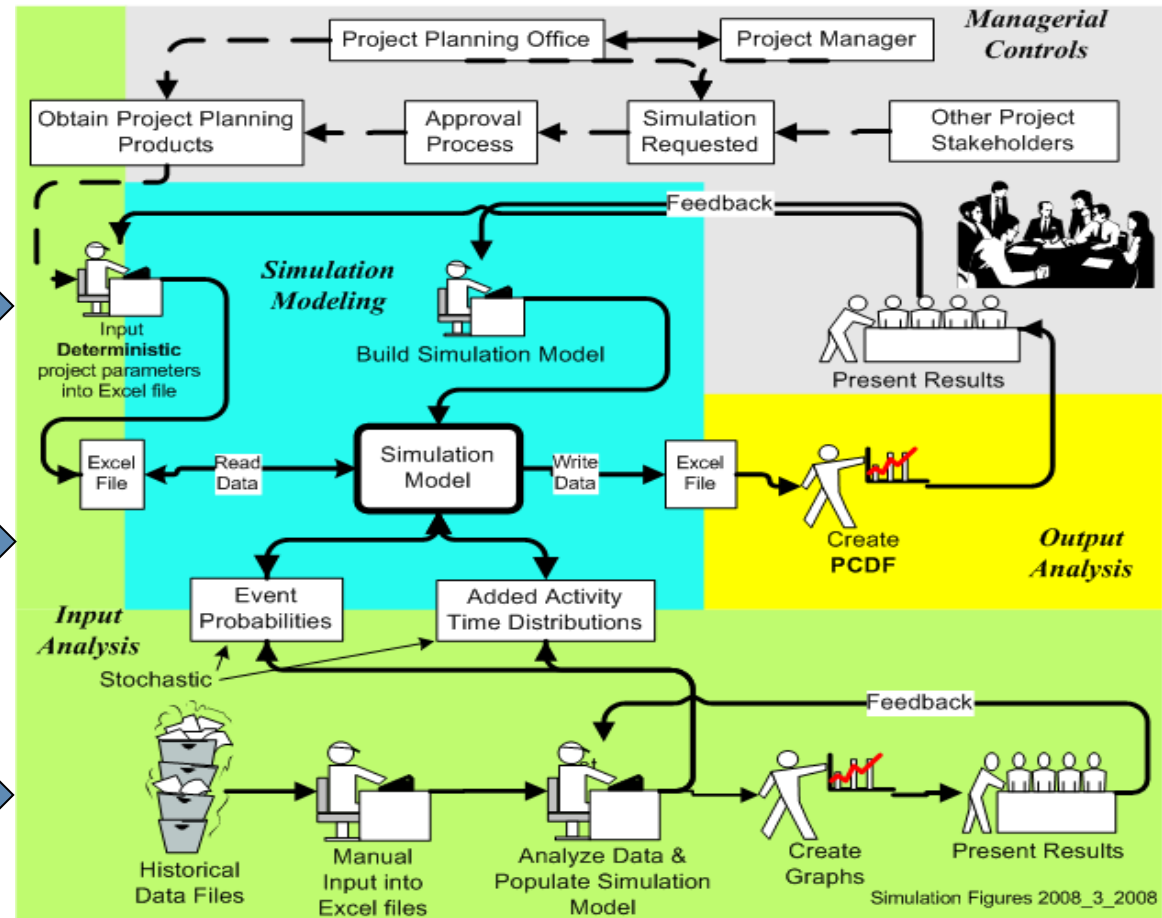 Managerial
Controls
Project Planning Office
Project Manager
Obtain Project Planning
Products
Approval
Process
Simulation
Requested
Other Project
Stakeholders
Feedback
Simulation
Modeling
Input
Deterministic
project parameters
into Excel file
Build Simulation Model
Present Results
Excel
File
Read
Data
Simulation
Model
Write
Data
Excel
File
Create
PCDF
Output
Analysis
Event
Probabilities
Added Activity
Time Distributions
Input
Analysis
Stochastic
Feedback
Historical
Data Files
Manual
Input into
Excel files
Analyze Data &
Populate Simulation
Model
Create
Graphs
Present Results
Simulation Figures 2008_3_2008